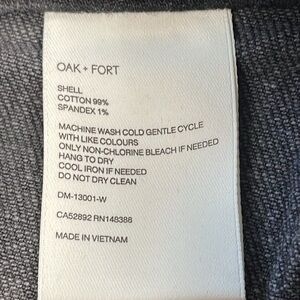 OAK + FORT
SHELL
COTTON 99%
SPANDEX 1%
MACHINE WASH COLD GENTLE CYCLE
WITH LIKE COLOURS
ONLY NON-CHLORINE BLEACH IF NEEDED
HANG TO DRY
COOL IRON IF NEEDED
DO NOT DRY CLEAN
DM-13001-W
CA52892 RN148386
MADE IN VIETNAM